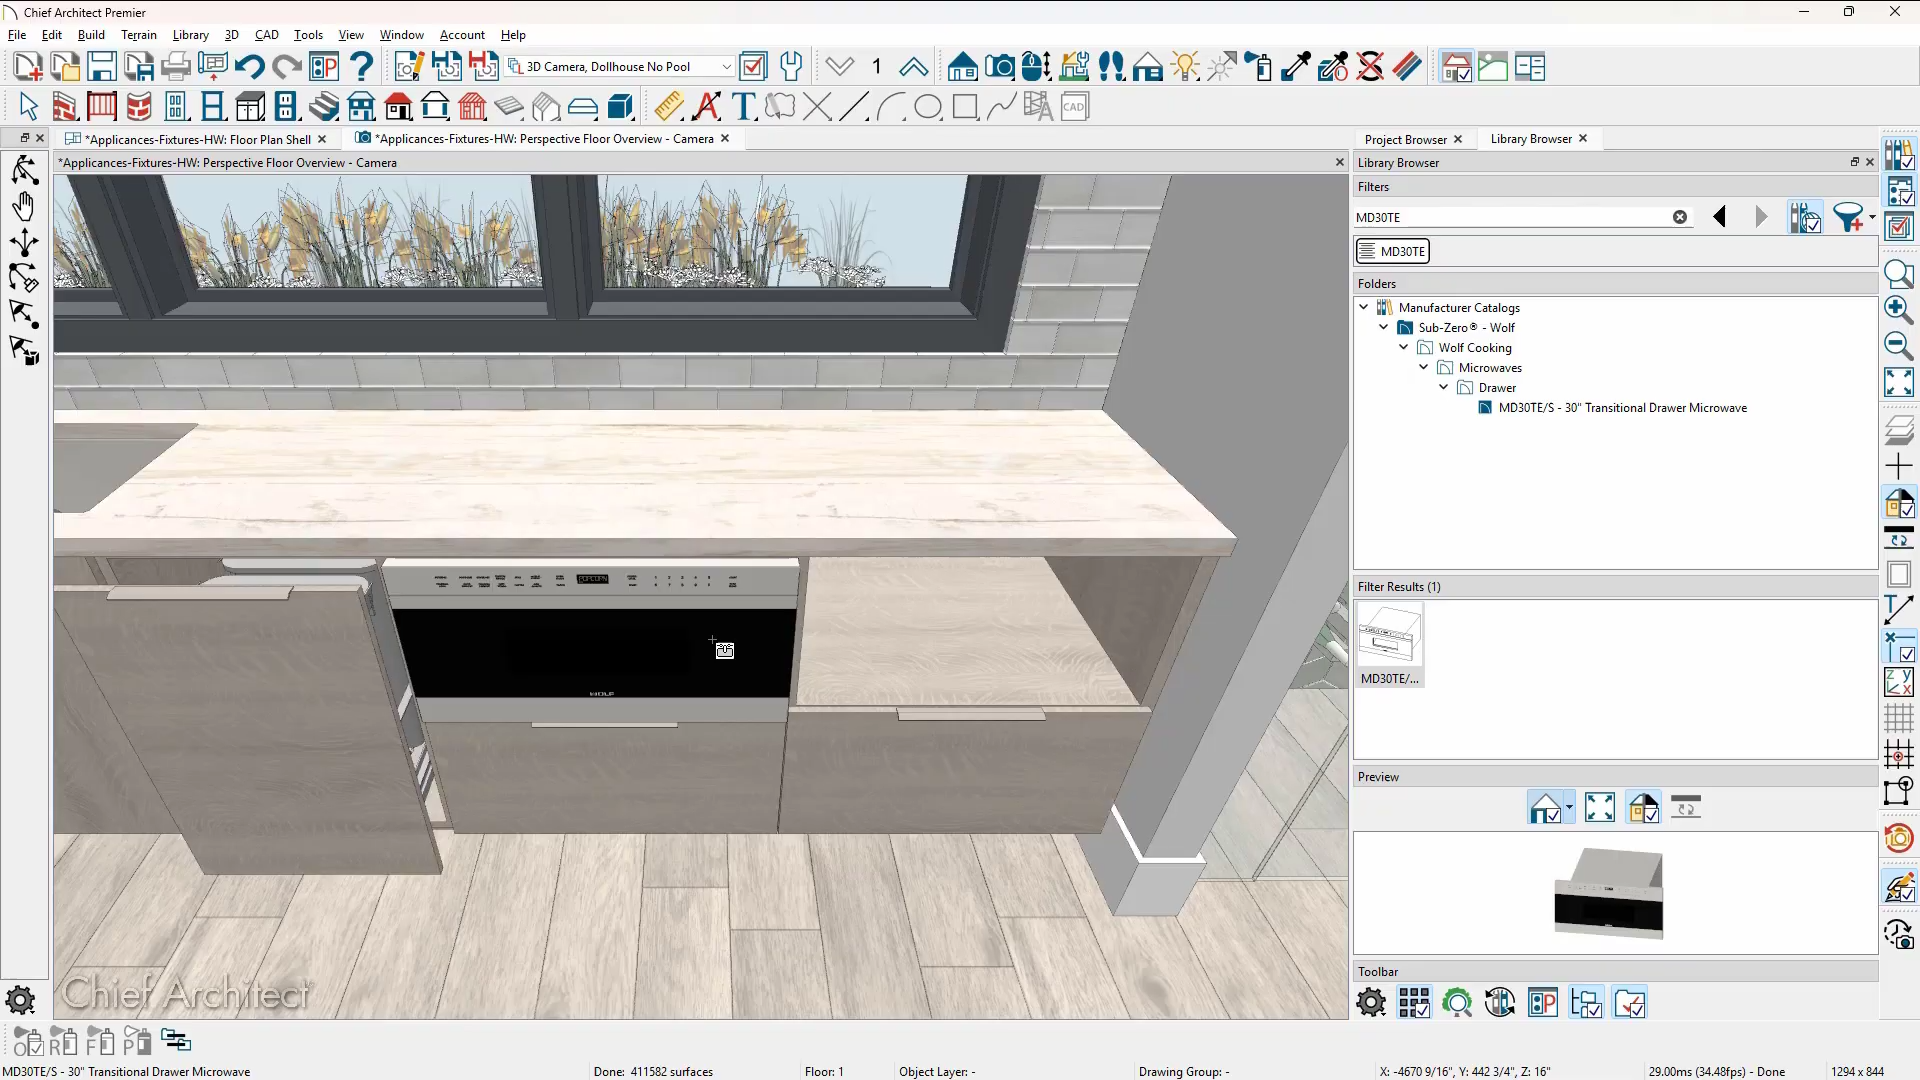 Chief Architect Premier
File Edit Build Terrain Library 3D CAD Tools View Window Account Help
3D Camera, Dollhouse No Pool
1
CAD
*Applicances-Fixtures-HW: Floor Plan Shell
*Applicances-Fixtures-HW: Perspective Floor Overview - Camera
Project Browser
Library Browser
*Applicances-Fixtures-HW: Perspective Floor Overview - Camera
Library Browser
Filters
MD30TE
MD30TE
Folders
Manufacturer Catalogs
Sub-Zero® - Wolf
Wolf Cooking
Microwaves
Drawer
MD30TE/S - 30" Transitional Drawer Microwave
POPCORN
WOLF
Filter Results (1)
MD30TE/...
Preview
Chief Architect
Toolbar
MD30TE/S - 30" Transitional Drawer Microwave
Done: 411582 surfaces
Floor: 1
Object Layer: -
Drawing Group: -
X: -4670 9/16", Y: 442 3/4", Z: 16"
29.00ms (34.48fps) - Done
1294 x 844